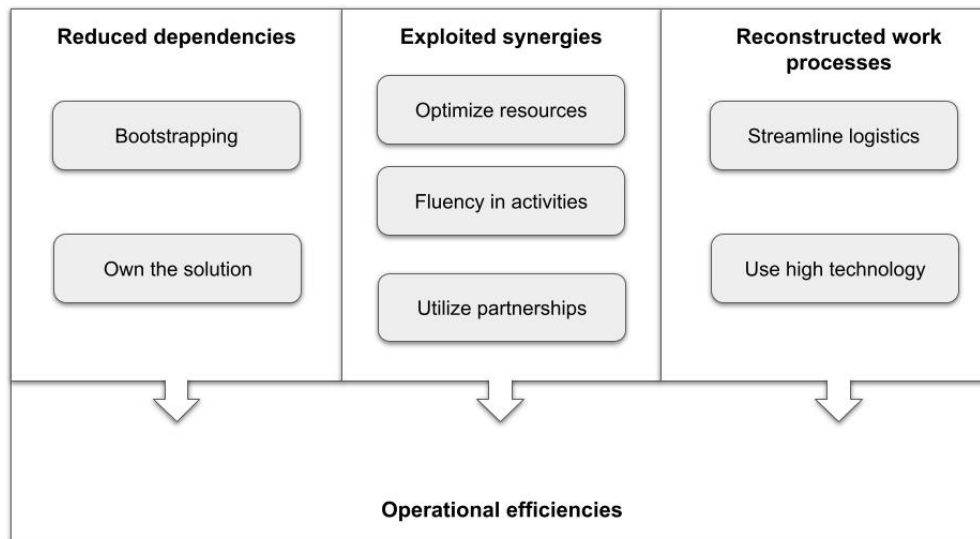 Reduced dependencies
Bootstrapping
Own the solution
Exploited synergies
Optimize resources
Fluency in activities
Utilize partnerships
Reconstructed work
processes
Streamline logistics
Use high technology
Operational efficiencies